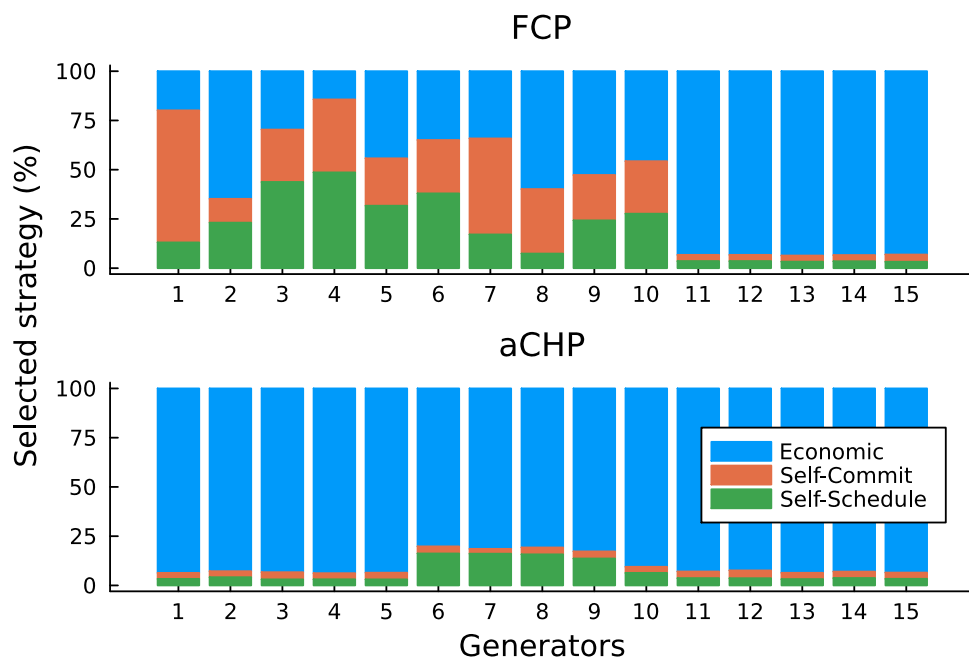 FCP
Selected strategy (%)
100
75
50
25
0
1 2 3 4 5 6 7 8 9 10 11 12 13 14 15
aCHP
100
75
50
25
0
Economic
Self-Commit
Self-Schedule
1 2 3 4 5 6 7 8 9 10 11 12 13 14 15
Generators